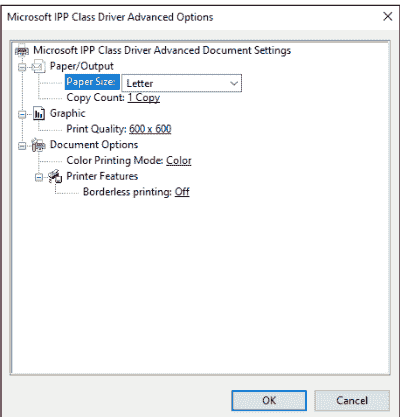 Microsoft IPP Class Driver Advanced Options
Microsoft IPP Class Driver Advanced Document Settings
Paper/Output
Paper Size: Letter
Copy Count: 1 Copy
Graphic
Print Quality: 600 x 600
Document Options
Color Printing Mode: Color
Printer Features
Borderless printing: Off
OK Cancel